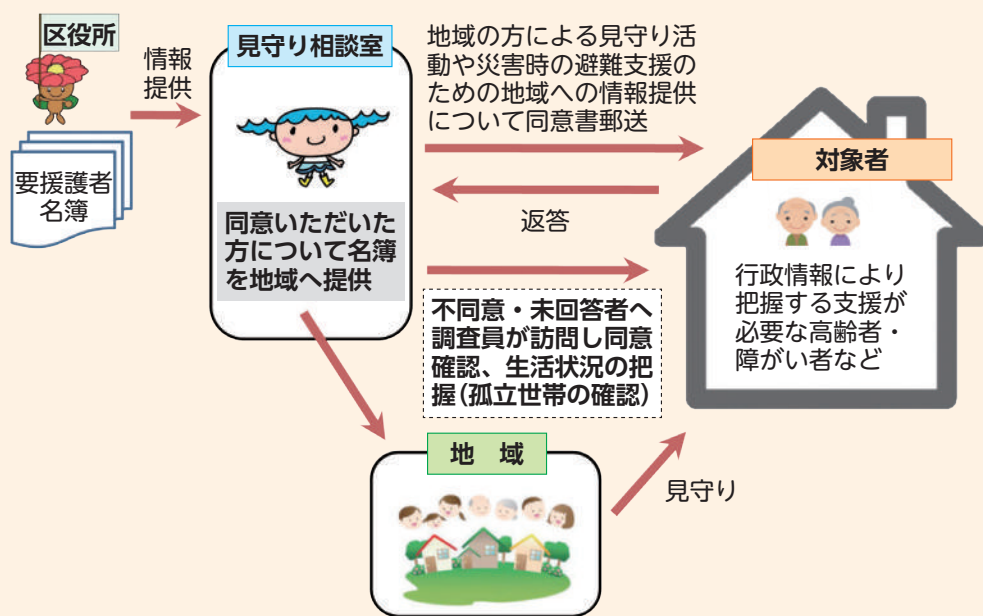 区役所
情報
提供
要援護者
名簿
見守り相談室
同意いただいた
方について名簿
を地域へ提供
地域の方による見守り活
動や災害時の避難支援の
ための地域への情報提供
について同意書郵送
返答
不同意・未回答者へ
調査員が訪問し同意
確認、生活状況の把
握(孤立世帯の確認)
対象者
行政情報により
把握する支援が
必要な高齢者・
障がい者など
地　域
見守り